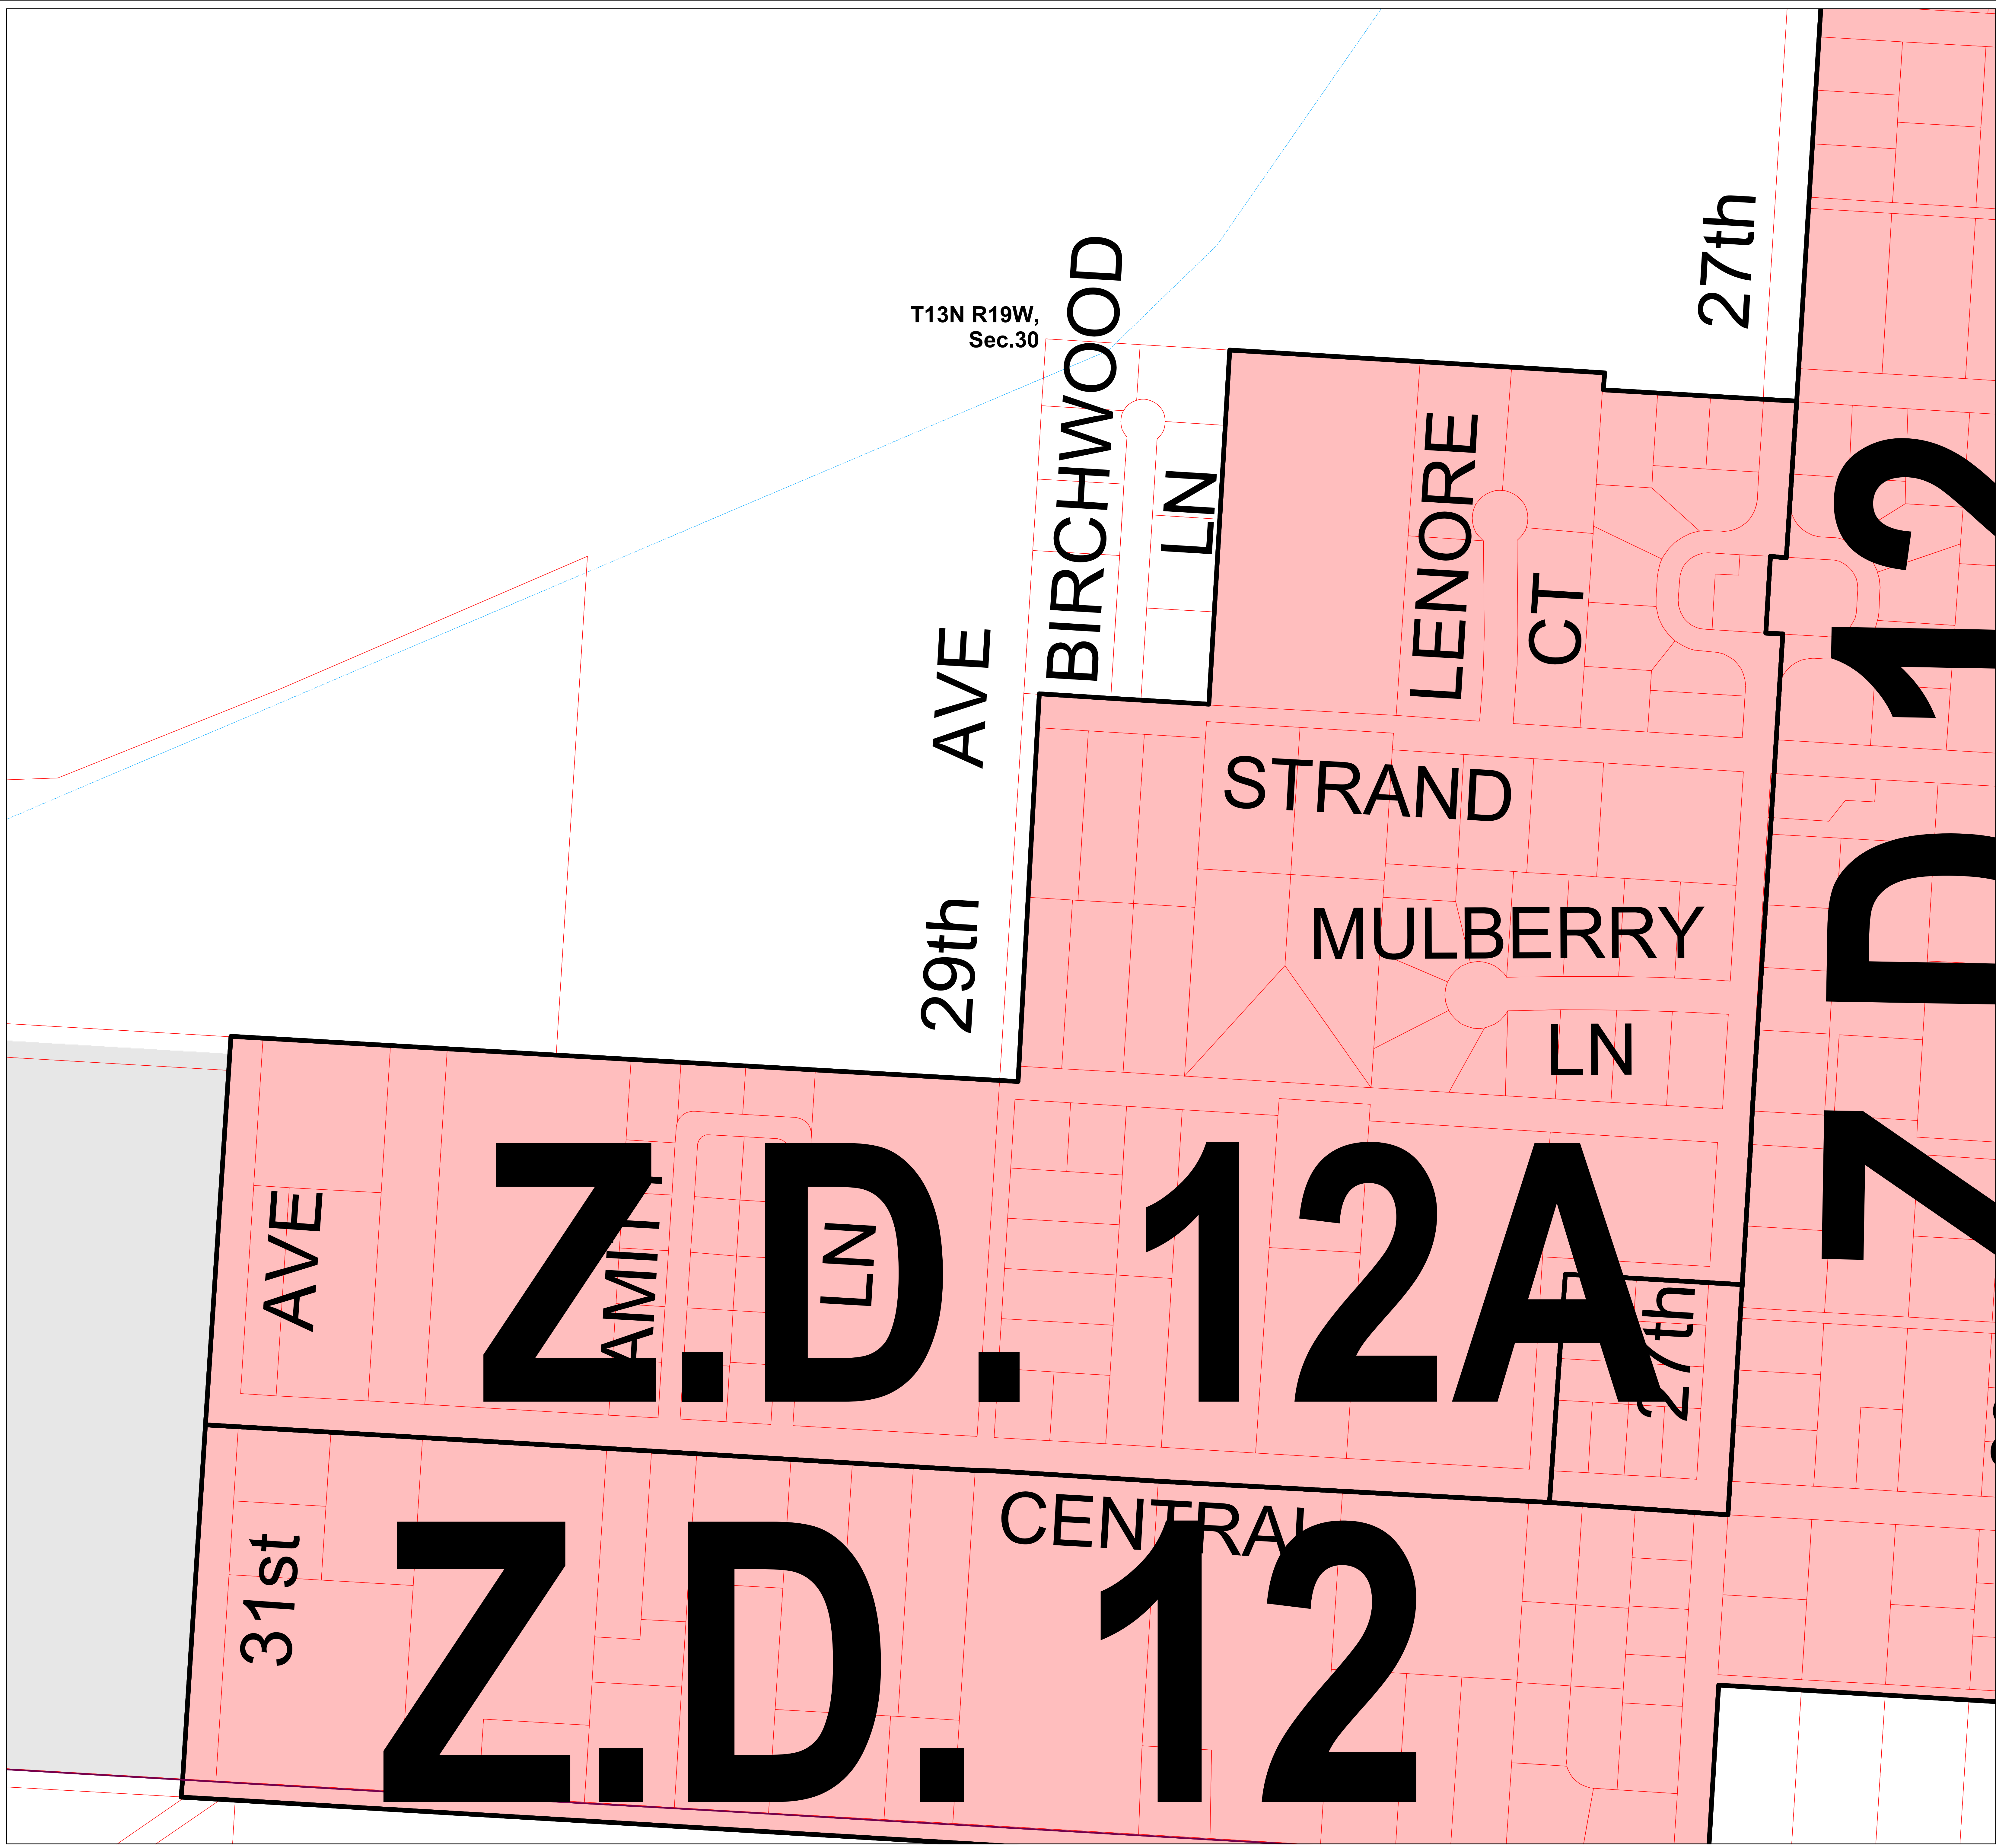 27th
T13N R19W,
Sec.30
BIRCHWOOD
LN
LENORE
CT
AVE
STRAND
29th
MULBERRY
LN
Z.D. 12A
AVE
LN
27th
CENTRAL
Z.D. 12
31st